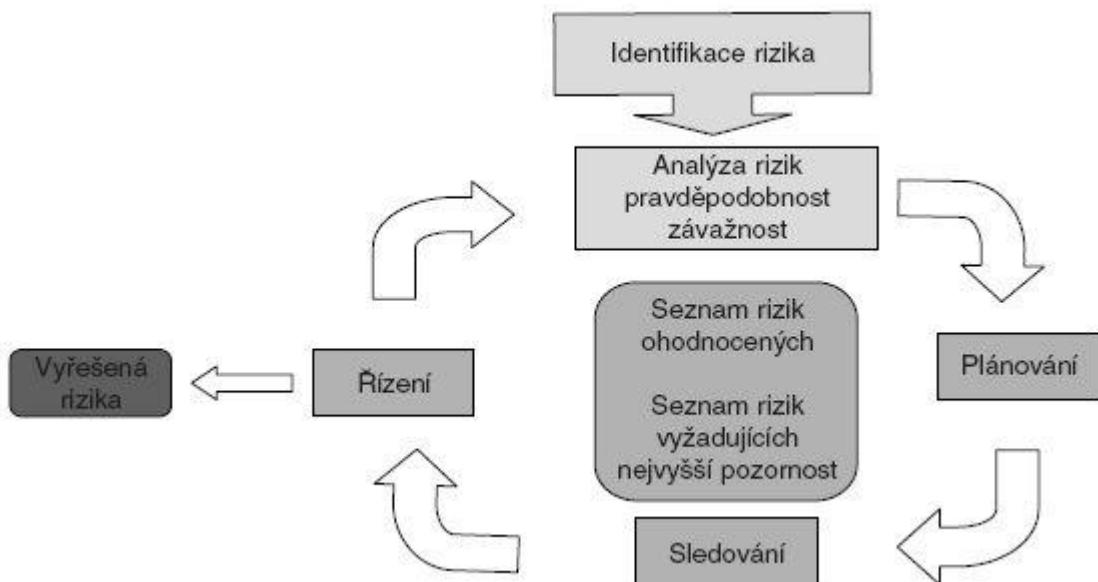 Identifikace rizika
Analýza rizik
pravděpodobnost
závažnost
Seznam rizik
ohodnocených
Seznam rizik
vyžadujících
nejvyšší pozornost
Plánování
Vyřešená
rizika
Řízení
Sledování